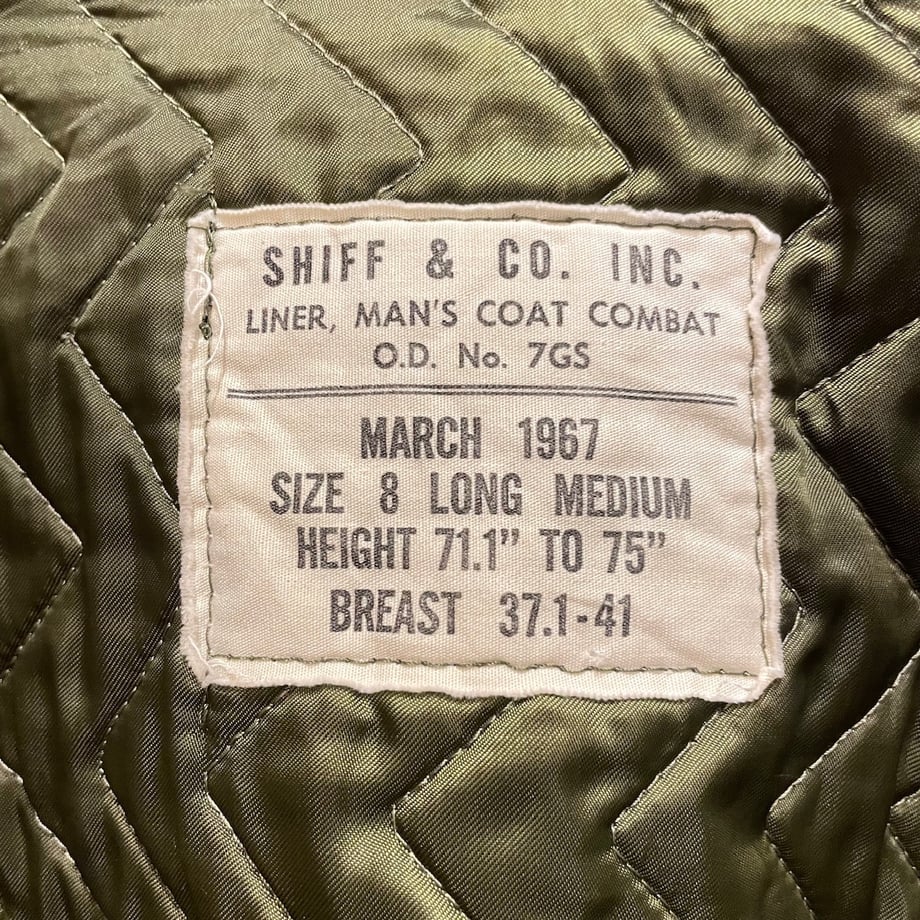 SHIFF & CO. INC.
LINER, MAN'S COAT COMBAT
O.D. No. 7GS
MARCH 1967
SIZE 8 LONG MEDIUM
HEIGHT 71.1" TO 75"
BREAST 37.1-41